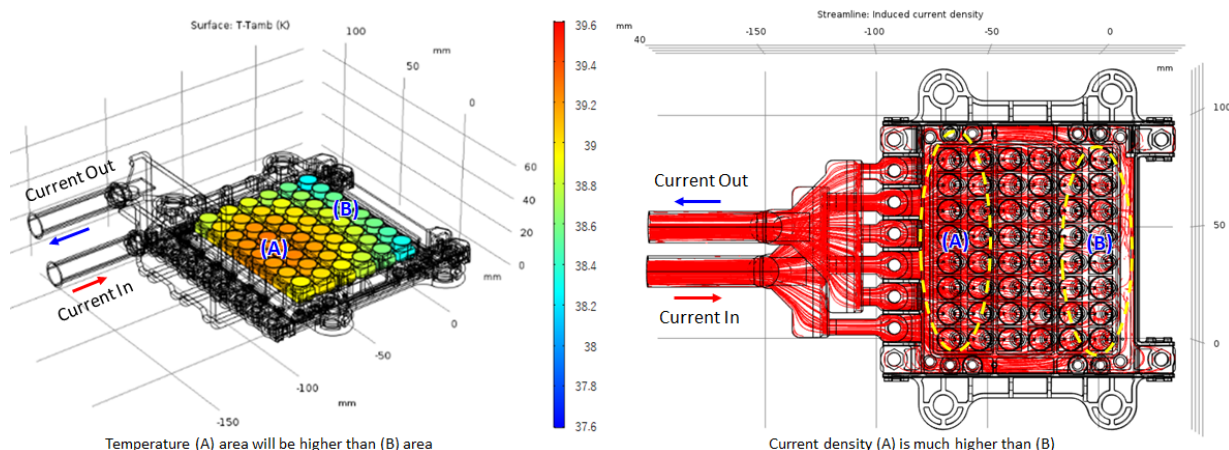 Surface: T-Tamb (K)
100
mm
50
0
60
40
20
0
mm
0
-50
-100
mm
-150
Current Out
Current In
(A)
(B)
39.6
39.4
39.2
39
38.8
38.6
38.4
38.2
38
37.8
37.6
Temperature (A) area will be higher than (B) area
Streamline: Induced current density
mm
40
-150
-100
-50
0
mm
100
50
0
Current Out
Current In
(A)
(B)
Current density (A) is much higher than (B)